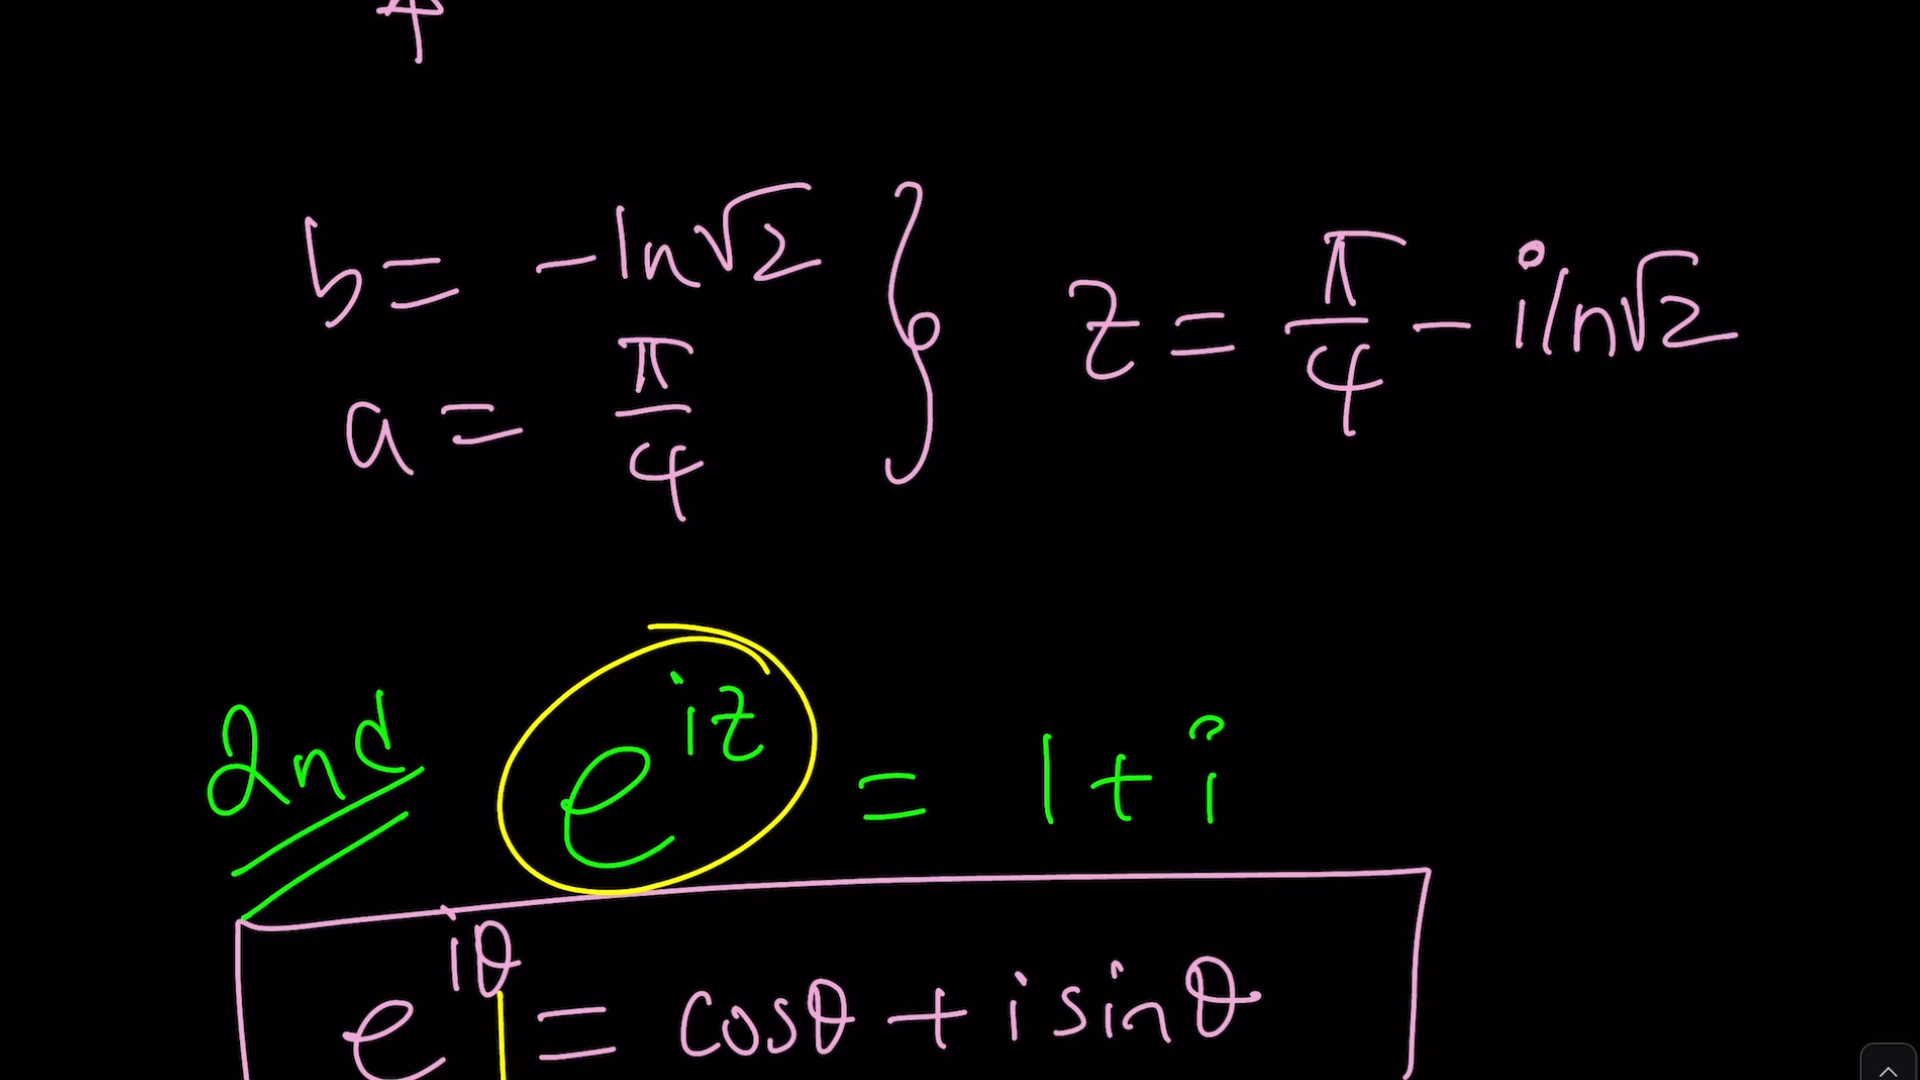 b = -ln√2
a = π/4
z = π/4 - i ln√2
2nd e^{iz} = 1 + i
e^{iθ} = cosθ + i sinθ